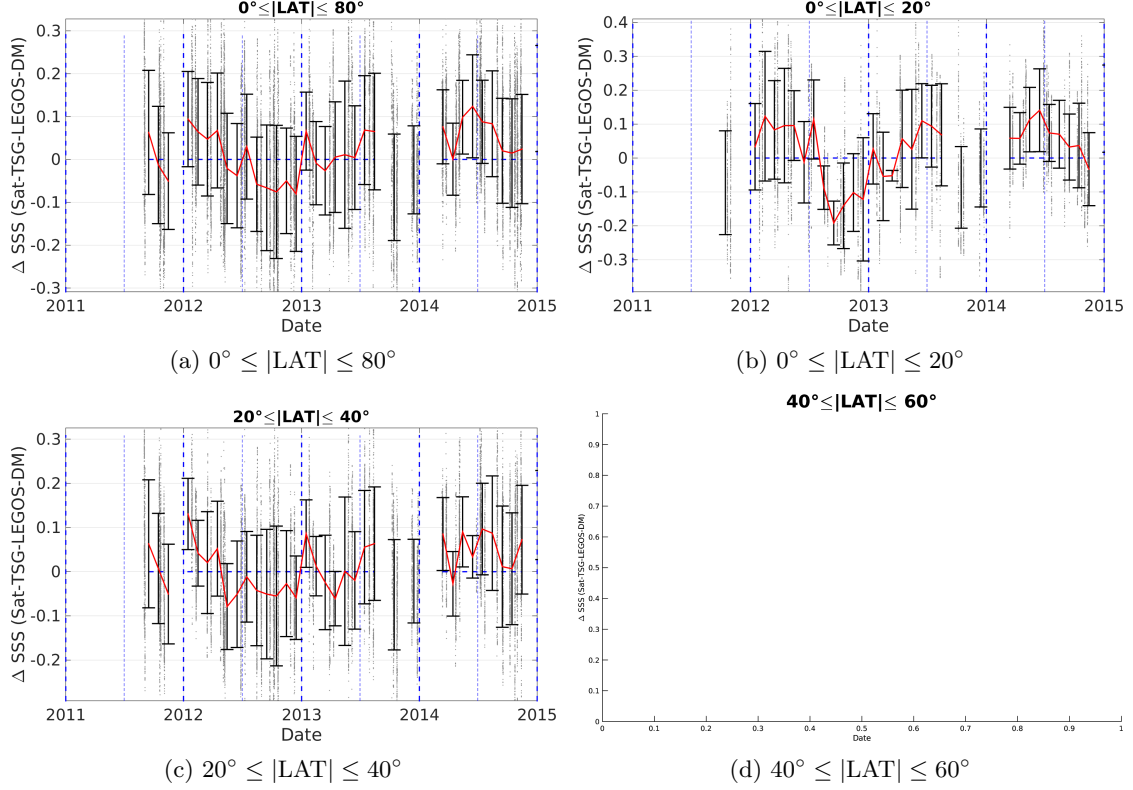 0°≤|LAT|≤ 80°
0.3
0.2
0.1
0
-0.1
-0.2
-0.3
Δ SSS (Sat-TSG-LEGOS-DM)
2011 2012 2013 2014 2015
Date
(a) 0° ≤ |LAT| ≤ 80°
0°≤|LAT|≤ 20°
0.4
0.3
0.2
0.1
0
-0.1
-0.2
-0.3
Δ SSS (Sat-TSG-LEGOS-DM)
2011 2012 2013 2014 2015
Date
(b) 0° ≤ |LAT| ≤ 20°
20°≤|LAT|≤ 40°
0.3
0.2
0.1
0
-0.1
-0.2
Δ SSS (Sat-TSG-LEGOS-DM)
2011 2012 2013 2014 2015
Date
(c) 20° ≤ |LAT| ≤ 40°
40°≤|LAT|≤ 60°
1
0.9
0.8
0.7
0.6
0.5
0.4
0.3
0.2
0.1
0
Δ SSS (Sat-TSG-LEGOS-DM)
0 0.1 0.2 0.3 0.4 0.5 0.6 0.7 0.8 0.9 1
Date
(d) 40° ≤ |LAT| ≤ 60°